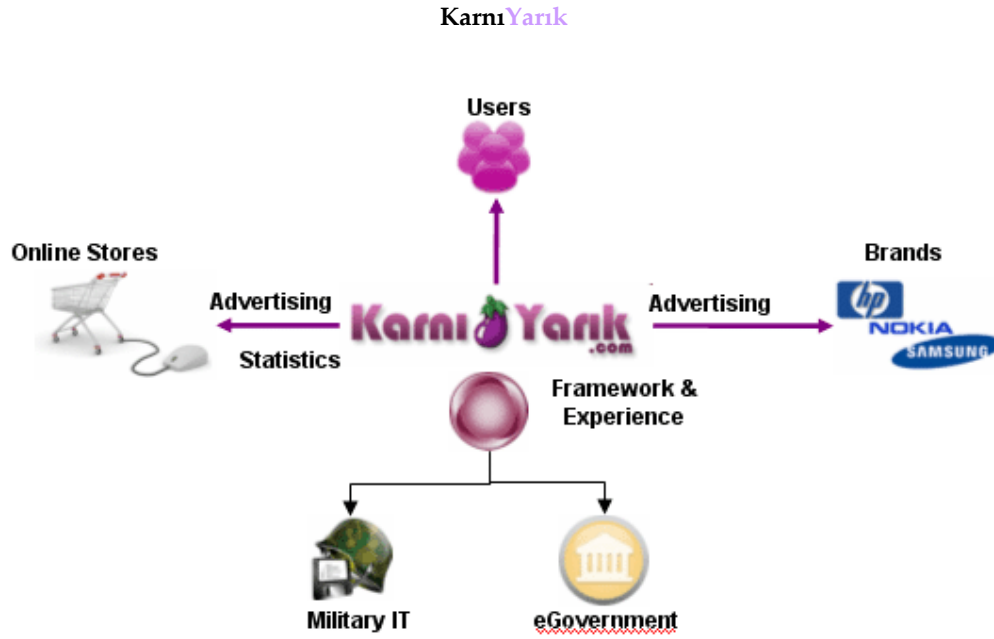 KarnıYarık
Users
Online Stores
Brands
Advertising
KarnıYarık
.com
Advertising
hp
NOKIA
SAMSUNG
Statistics
Framework &
Experience
Military IT
eGovernment